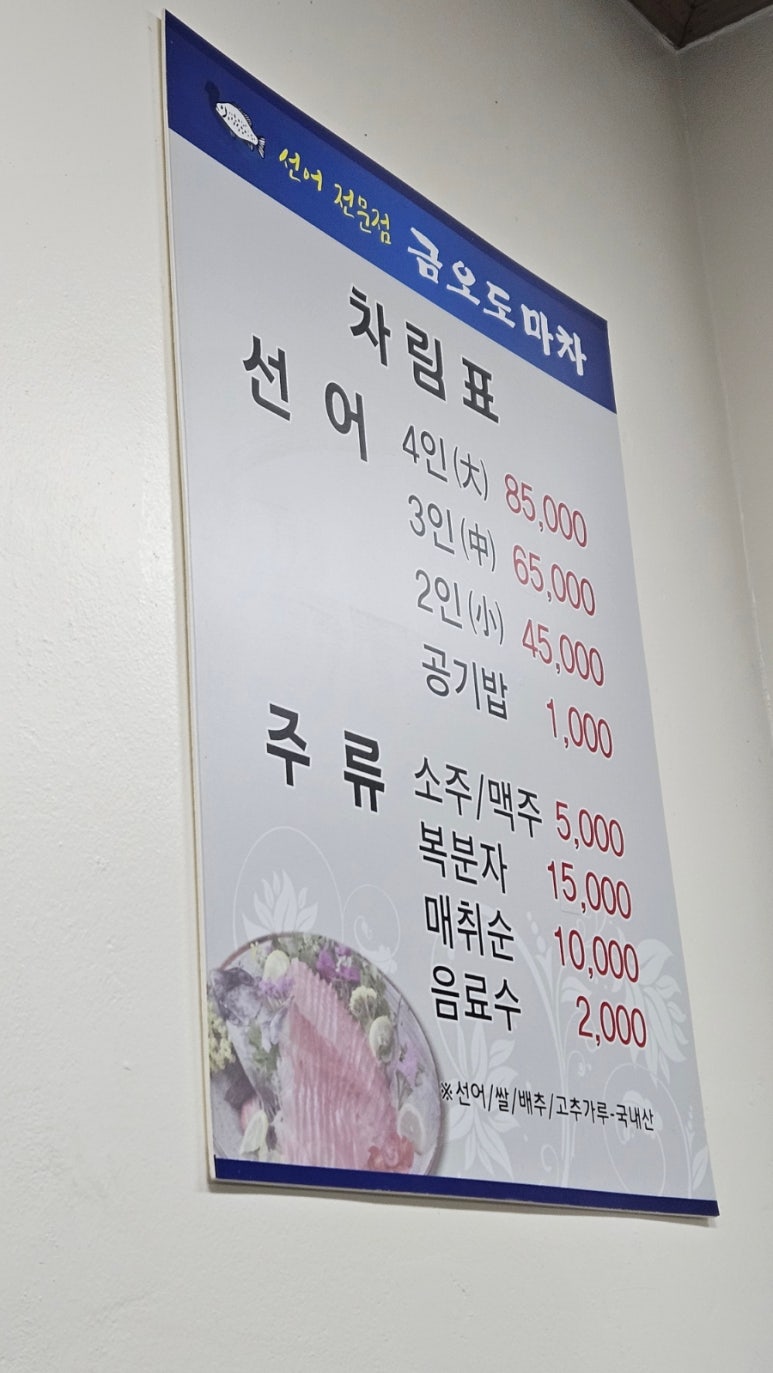 선어 전문점 금오도마차
차림표
선어 4인(大) 85,000
3인(中) 65,000
2인(小) 45,000
공기밥 1,000
주류 소주/맥주 5,000
복분자 15,000
매취순 10,000
음료수 2,000
※선어/쌀/배추/고추가루-국내산